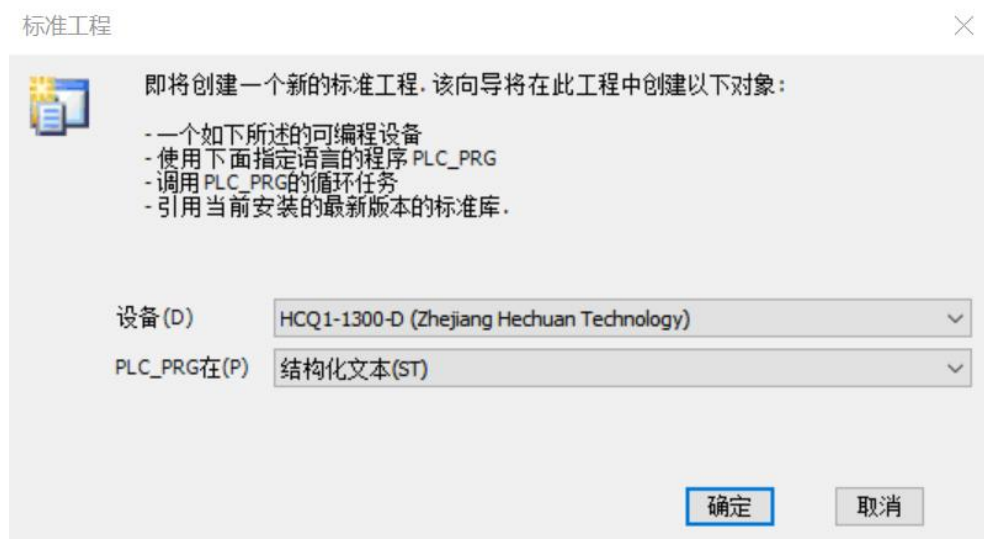 标准工程
即将创建一个新的标准工程. 该向导将在此工程中创建以下对象:
- 一个如下所述的可编程设备
- 使用下面指定语言的程序 PLC_PRG
- 调用 PLC_PRG的循环任务
- 引用当前安装的最新版本的标准库.
设备(D)
HCQ1-1300-D (Zhejiang Hechuan Technology)
PLC_PRG在(P)
结构化文本(ST)
确定
取消